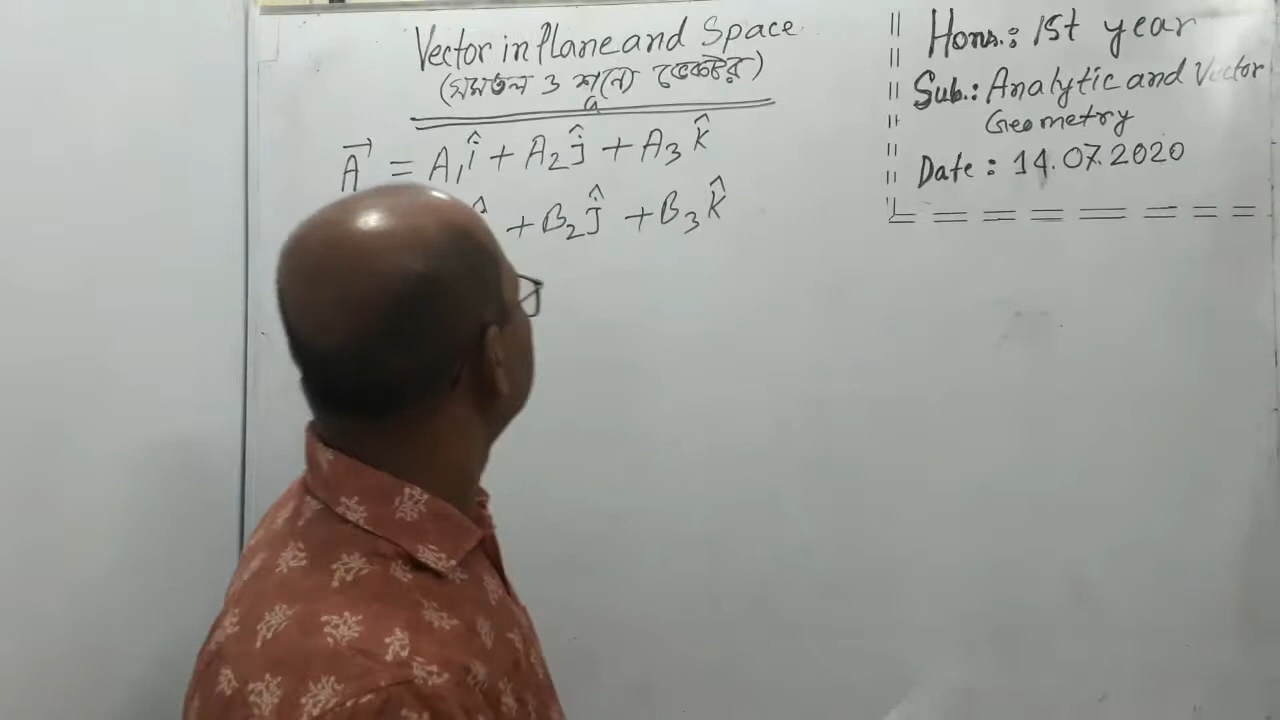 Vector in Plane and Space
(সমতল ও শূন্যে ভেক্টর)
A⃗ = A₁î + A₂ĵ + A₃k̂
+ B₂ĵ + B₃k̂
Hons.: 1st year
Sub.: Analytic and Vector
Geometry
Date : 14.07.2020